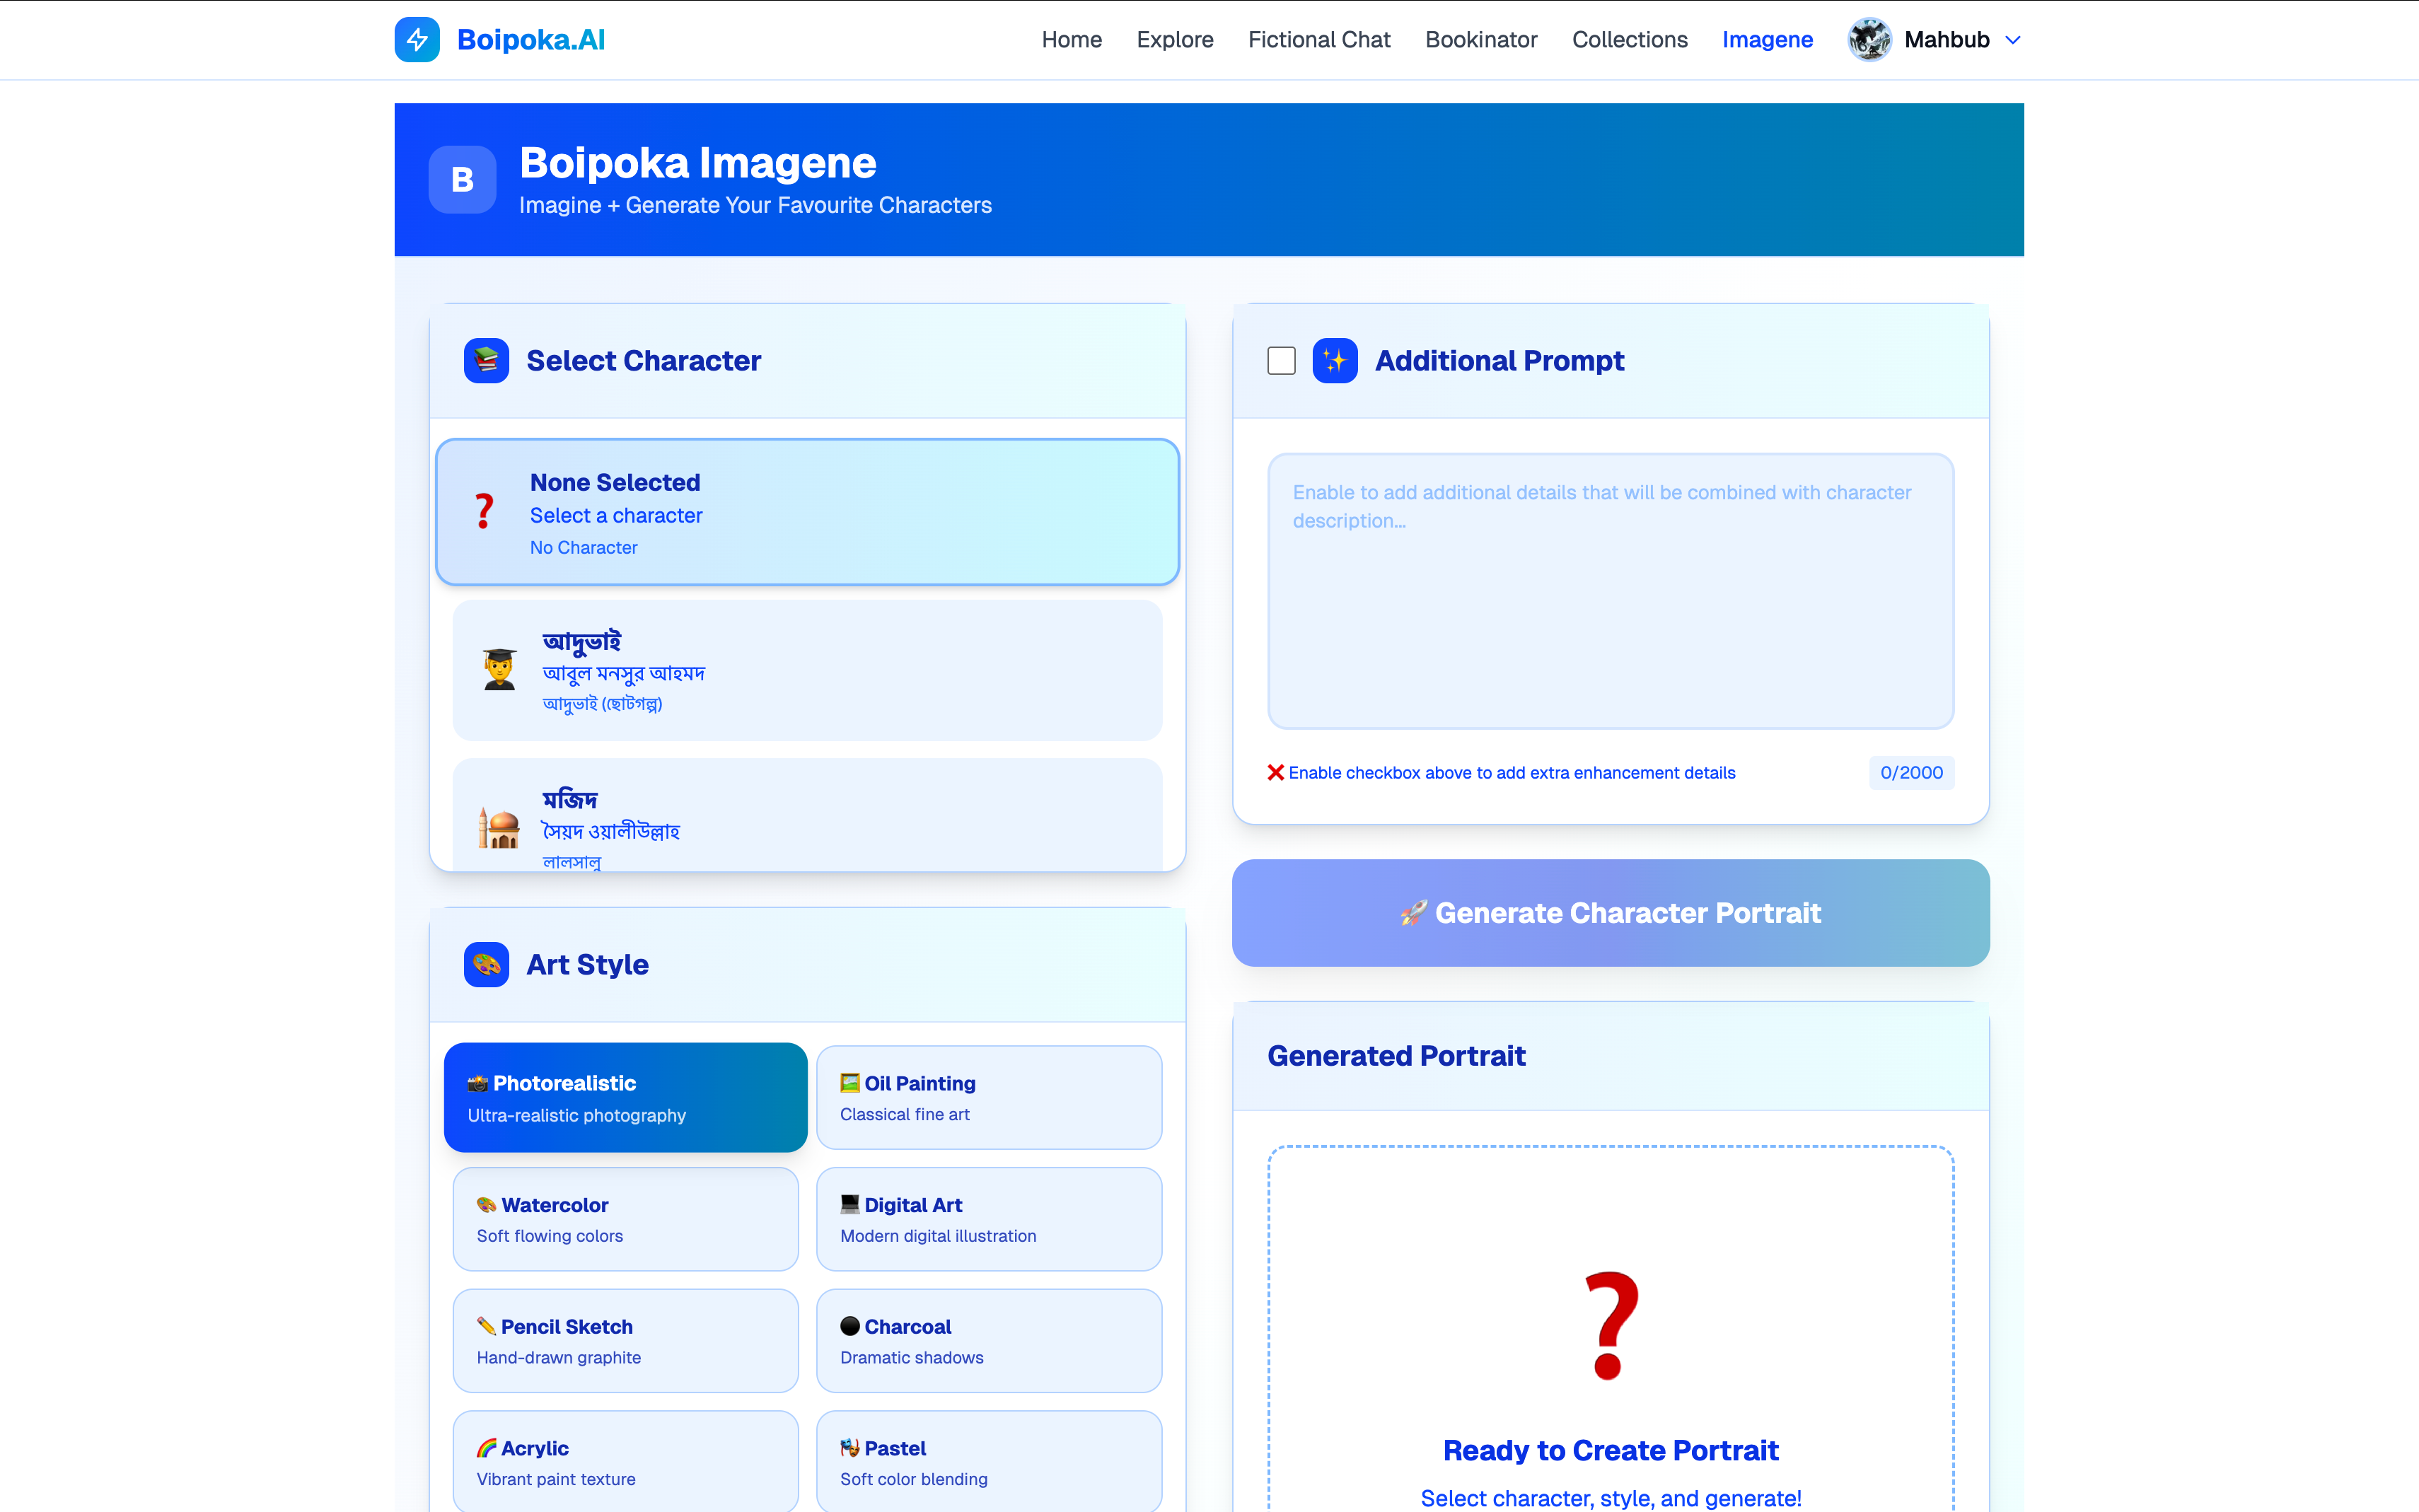 Boipoka.AI
Home
Explore
Fictional Chat
Bookinator
Collections
Imagene
Mahbub
B
Boipoka Imagene
Imagine + Generate Your Favourite Characters
Select Character
None Selected
Select a character
No Character
আদুভাই
আবুল মনসুর আহমদ
আদুভাই (ছোটগল্প)
মজিদ
সৈয়দ ওয়ালীউল্লাহ
লালসালু
Art Style
Photorealistic
Ultra-realistic photography
Oil Painting
Classical fine art
Watercolor
Soft flowing colors
Digital Art
Modern digital illustration
Pencil Sketch
Hand-drawn graphite
Charcoal
Dramatic shadows
Acrylic
Vibrant paint texture
Pastel
Soft color blending
Additional Prompt
Enable to add additional details that will be combined with character
description...
❌ Enable checkbox above to add extra enhancement details
0/2000
🚀 Generate Character Portrait
Generated Portrait
❓
Ready to Create Portrait
Select character, style, and generate!